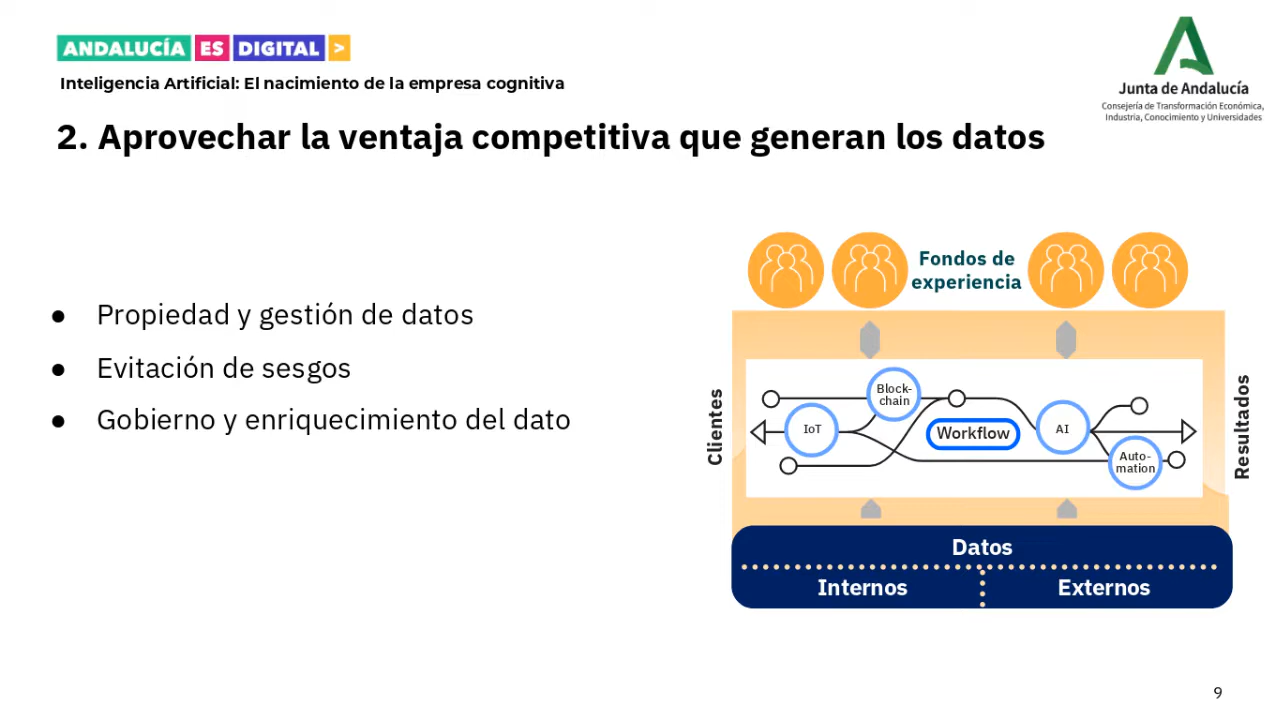 ANDALUCÍA ES DIGITAL >
Inteligencia Artificial: El nacimiento de la empresa cognitiva
Junta de Andalucía
Consejería de Transformación Económica,
Industria, Conocimiento y Universidades
2. Aprovechar la ventaja competitiva que generan los datos
● Propiedad y gestión de datos
● Evitación de sesgos
● Gobierno y enriquecimiento del dato
Fondos de
experiencia
Clientes
Block-
chain
IoT
Workflow
AI
Auto-
mation
Resultados
Datos
Internos
Externos
9